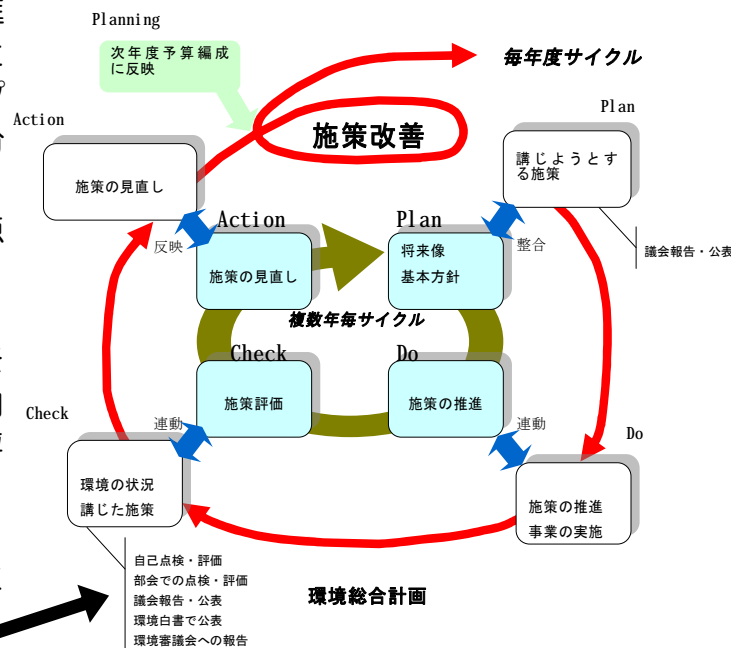 Planning
次年度予算編成
に反映
毎年度サイクル
Action
施策改善
Plan
施策の見直し
講じようとす
る施策
Action
Plan
反映
整合
議会報告・公表
施策の見直し
将来像
基本方針
複数年毎サイクル
Check
Do
施策評価
施策の推進
Check
連動
連動
Do
環境の状況
講じた施策
施策の推進
事業の実施
自己点検・評価
部会での点検・評価
議会報告・公表
環境白書で公表
環境審議会への報告
環境総合計画